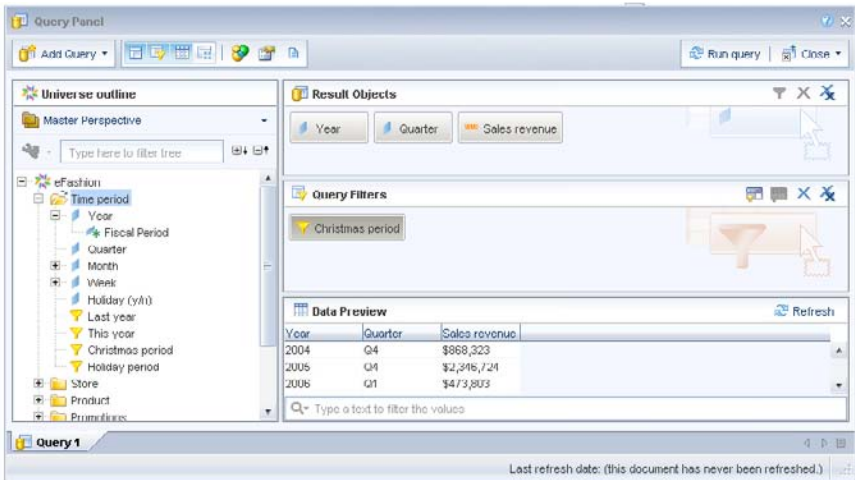 Query Panel
Add Query
Run query
Close
Universe outline
Master Perspective
Type here to filter tree
eFashion
Time period
Year
Fiscal Period
Quarter
Month
Week
Holiday (y/n)
Last year
This year
Christmas period
Holiday period
Store
Product
Promotions
Result Objects
Year Quarter Sales revenue
Query Filters
Christmas period
Data Preview
Refresh
Year Quarter Sales revenue
2004 Q4 $868,323
2005 Q4 $2,346,724
2006 Q1 $473,803
Type a text to filter the values
Query 1
Last refresh date: (this document has never been refreshed.)